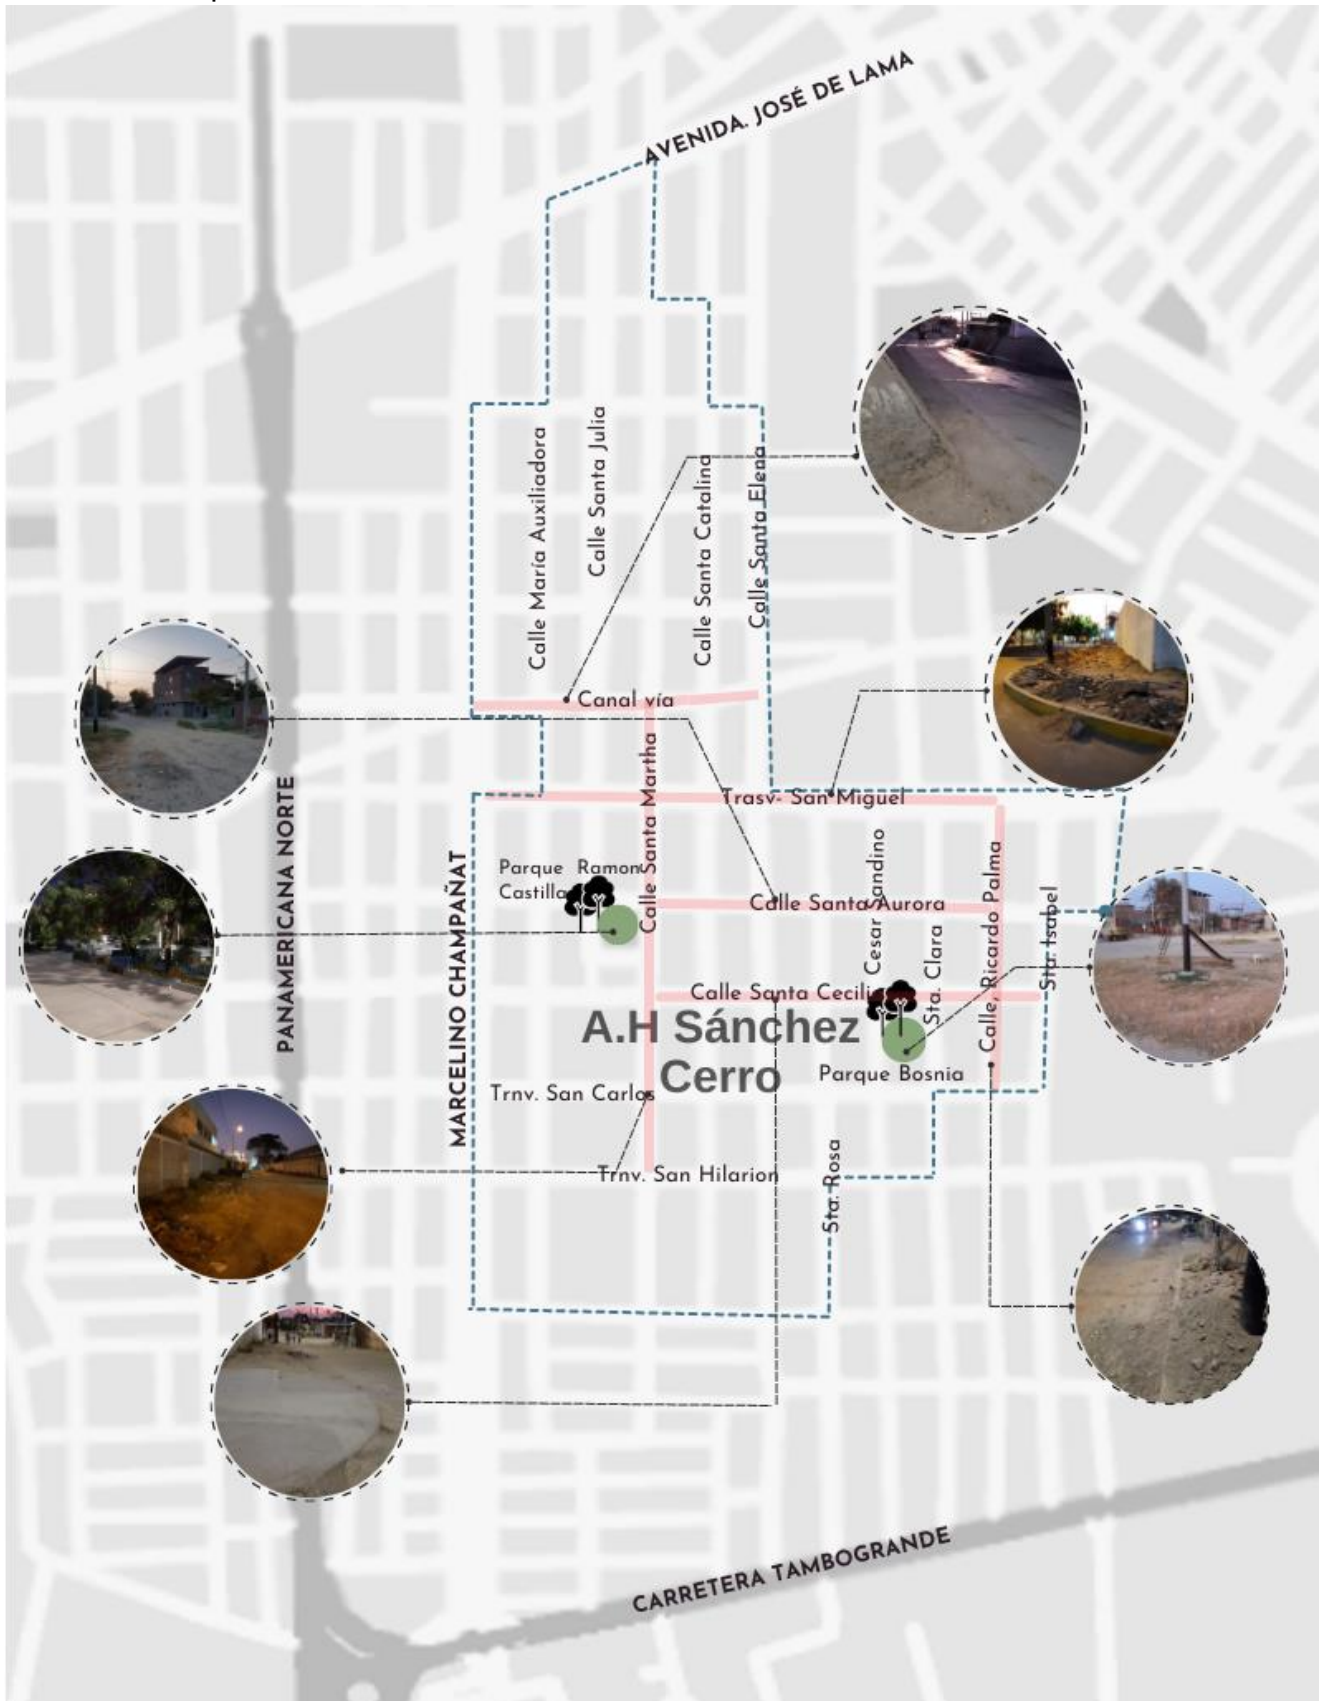 AVENIDA. JOSÉ DE LAMA
Calle María Auxiliadora
Calle Santa Julia
Calle Santa Catalina
Calle Santa Elena
Canal vía
Calle Santa Martha
Trasv- San Miguel
PANAMERICANA NORTE
MARCELINO CHAMPAÑAT
Parque Ramon
Castilla
Calle Santa Aurora
Cesar Sandino
Sta. Clara
Calle, Ricardo Palma
Sta. Isabel
Calle Santa Cecilia
A.H Sánchez
Cerro
Parque Bosnia
Trnv. San Carlos
Trnv. San Hilarion
Sta. Rosa
CARRETERA TAMBOGRANDE